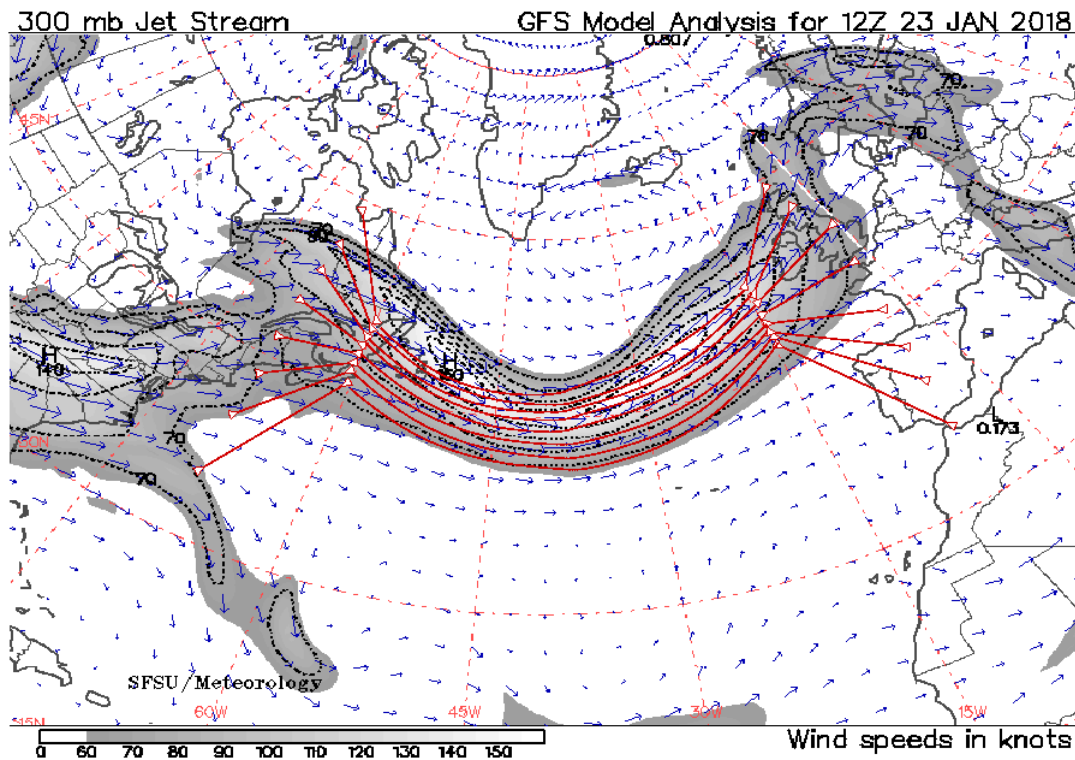 300 mb Jet Stream GFS Model Analysis for 12Z 23 JAN 2018
0.807
45N
70
70
70
H
140
H
70
70
L
0.173
SFSU/Meteorology
15N
60W
45W
30W
15W
0 60 70 80 90 100 110 120 130 140 150
Wind speeds in knots